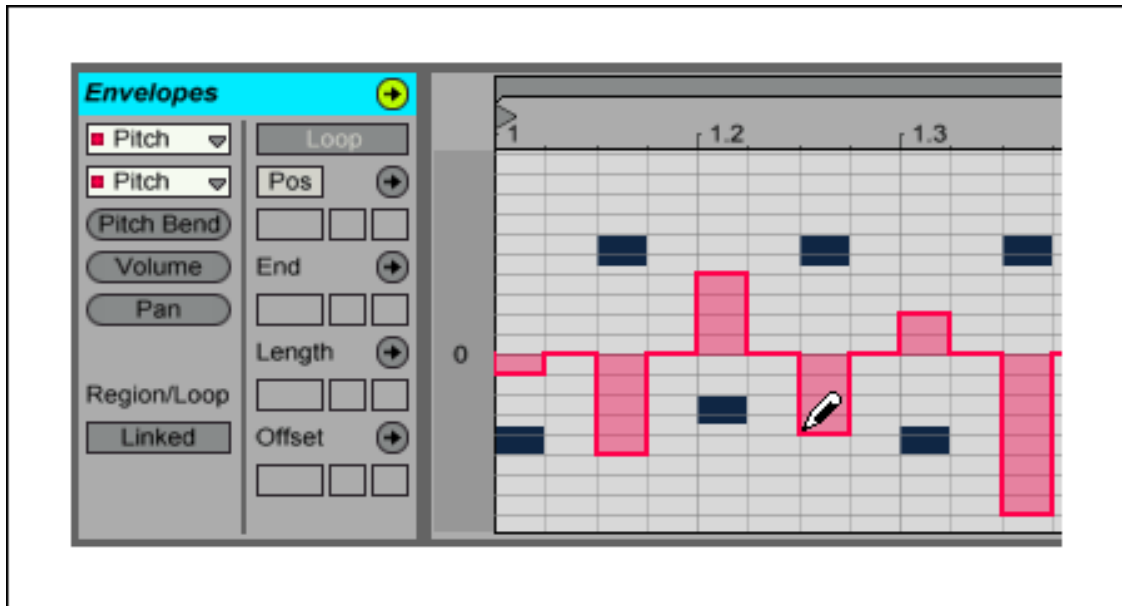 Envelopes
Pitch
Pitch
Pitch Bend
Volume
Pan
Region/Loop
Linked
Loop
Pos
End
Length
Offset
1 1.2 1.3
0